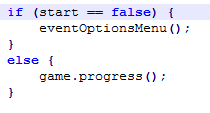 if (start == false) {
    eventOptionsMenu();
}
else {
    game.progress();
}